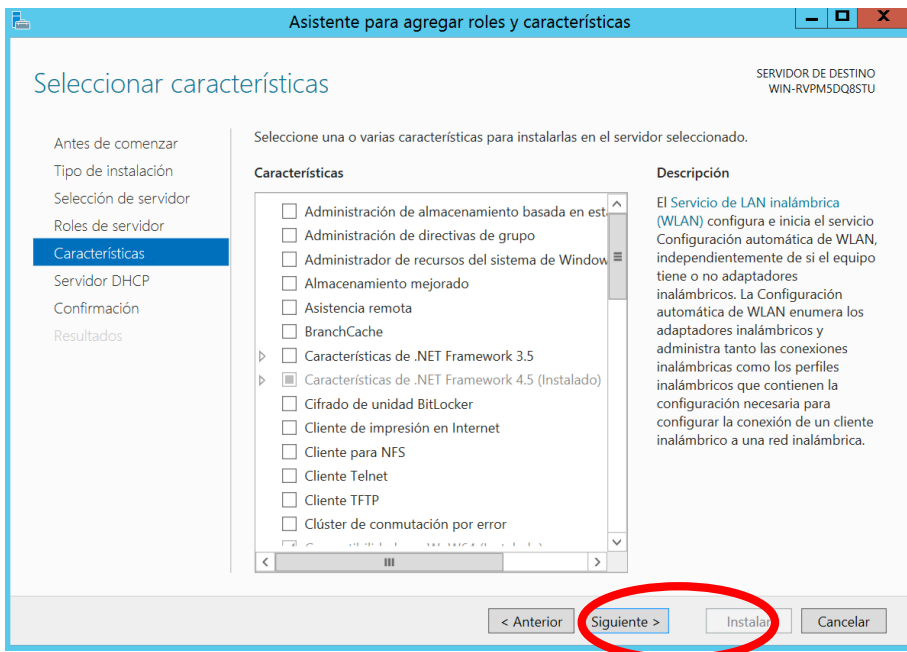 Asistente para agregar roles y características
Seleccionar características
SERVIDOR DE DESTINO
WIN-RVPM5DQ8STU
Antes de comenzar
Tipo de instalación
Selección de servidor
Roles de servidor
Características
Servidor DHCP
Confirmación
Resultados
Seleccione una o varias características para instalarlas en el servidor seleccionado.
Características
Administración de almacenamiento basada en est
Administración de directivas de grupo
Administrador de recursos del sistema de Window
Almacenamiento mejorado
Asistencia remota
BranchCache
Características de .NET Framework 3.5
Características de .NET Framework 4.5 (Instalado)
Cifrado de unidad BitLocker
Cliente de impresión en Internet
Cliente para NFS
Cliente Telnet
Cliente TFTP
Clúster de conmutación por error
Descripción
El Servicio de LAN inalámbrica
(WLAN) configura e inicia el servicio
Configuración automática de WLAN,
independientemente de si el equipo
tiene o no adaptadores
inalámbricos. La Configuración
automática de WLAN enumera los
adaptadores inalámbricos y
administra tanto las conexiones
inalámbricas como los perfiles
inalámbricos que contienen la
configuración necesaria para
configurar la conexión de un cliente
inalámbrico a una red inalámbrica.
< Anterior
Siguiente >
Instalar
Cancelar